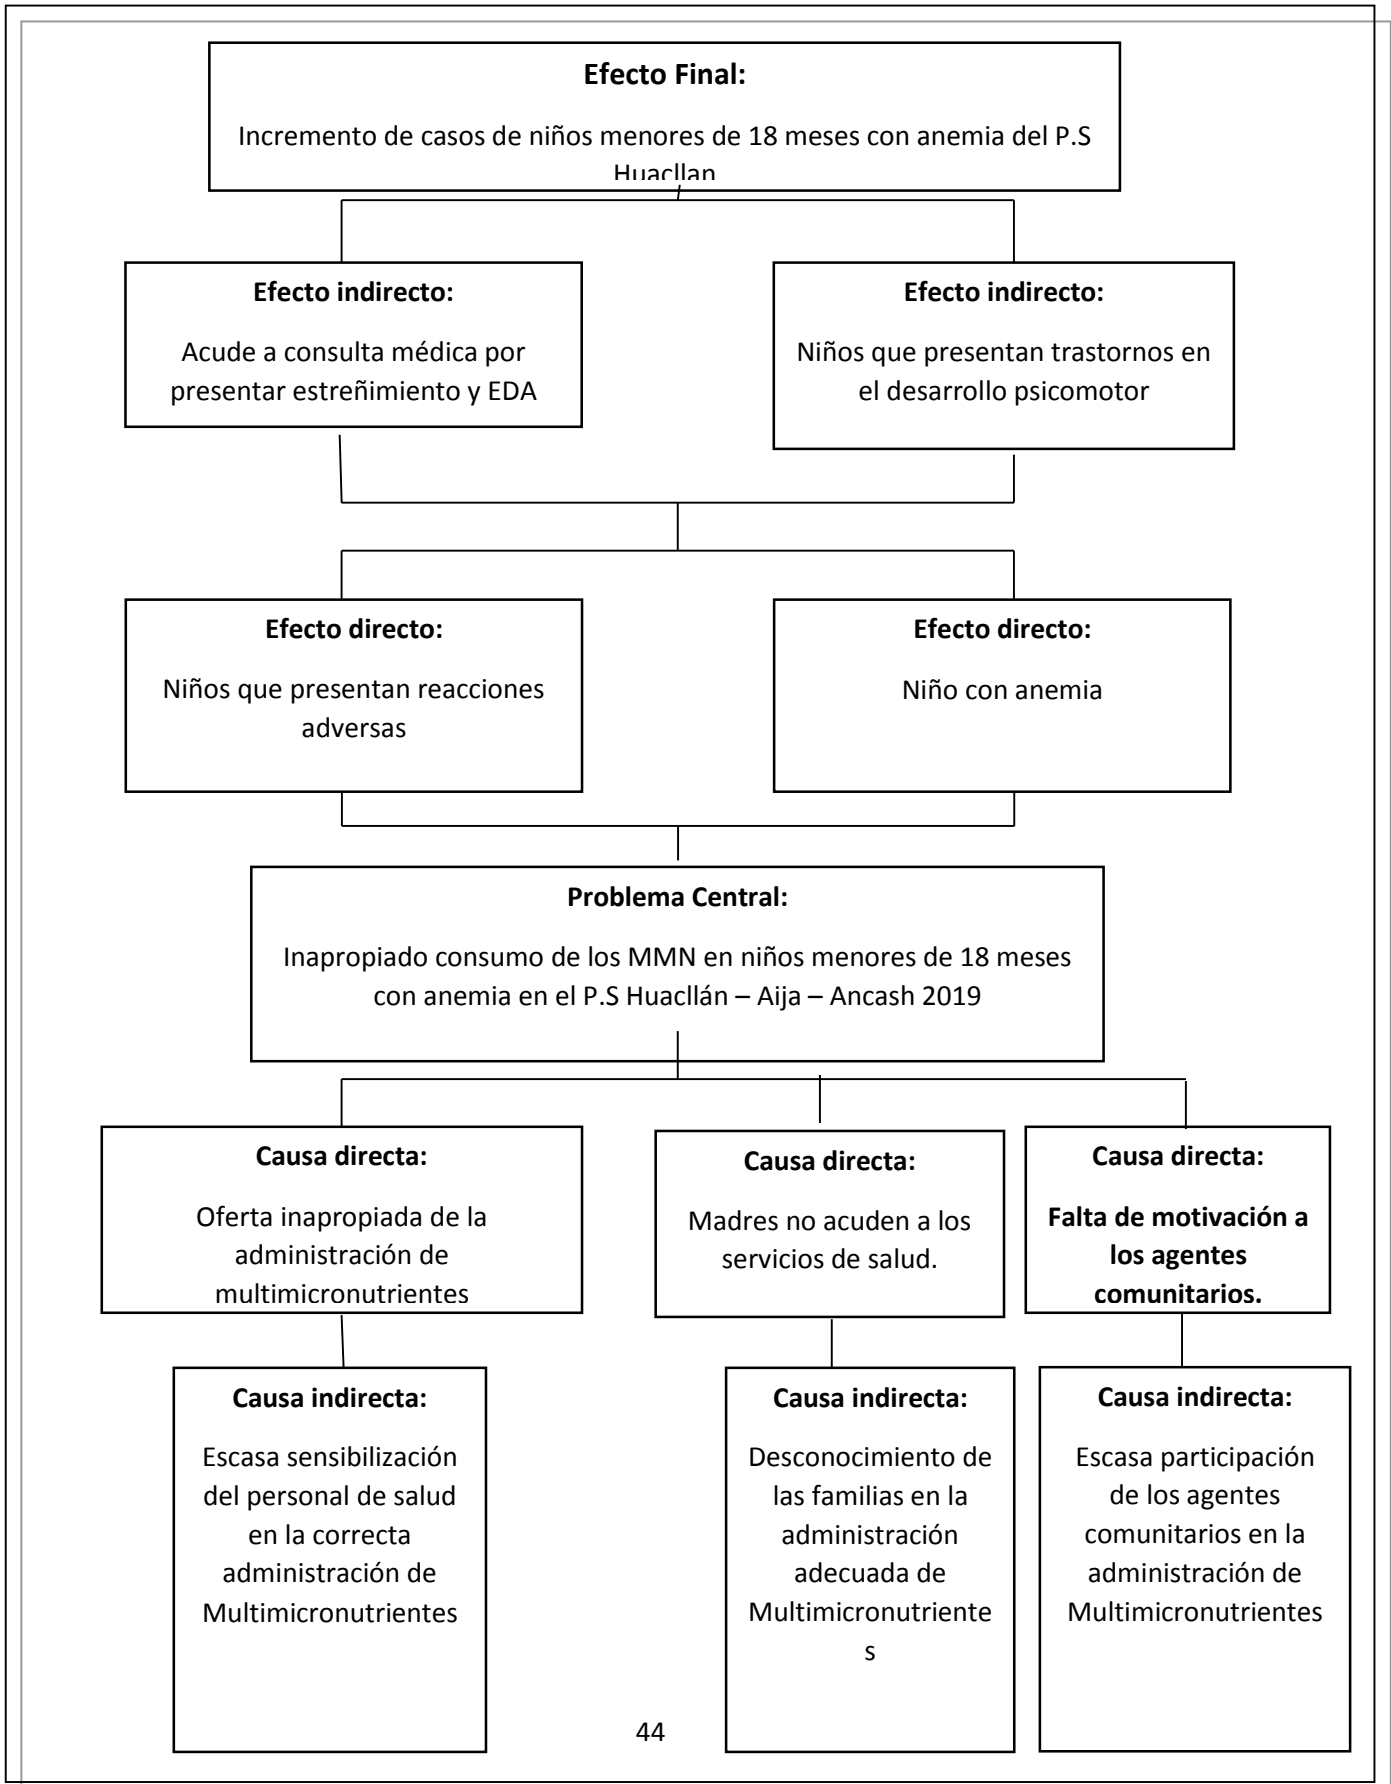 Efecto Final:
Incremento de casos de niños menores de 18 meses con anemia del P.S
Huacllan
Efecto indirecto:
Acude a consulta médica por
presentar estreñimiento y EDA
Efecto indirecto:
Niños que presentan trastornos en
el desarrollo psicomotor
Efecto directo:
Niños que presentan reacciones
adversas
Efecto directo:
Niño con anemia
Problema Central:
Inapropiado consumo de los MMN en niños menores de 18 meses
con anemia en el P.S Huacllán – Aija – Ancash 2019
Causa directa:
Oferta inapropiada de la
administración de
multimicronutrientes
Causa directa:
Madres no acuden a los
servicios de salud.
Causa directa:
Falta de motivación a
los agentes
comunitarios.
Causa indirecta:
Escasa sensibilización
del personal de salud
en la correcta
administración de
Multimicronutrientes
Causa indirecta:
Desconocimiento de
las familias en la
administración
adecuada de
Multimicronutriente
s
Causa indirecta:
Escasa participación
de los agentes
comunitarios en la
administración de
Multimicronutrientes
44